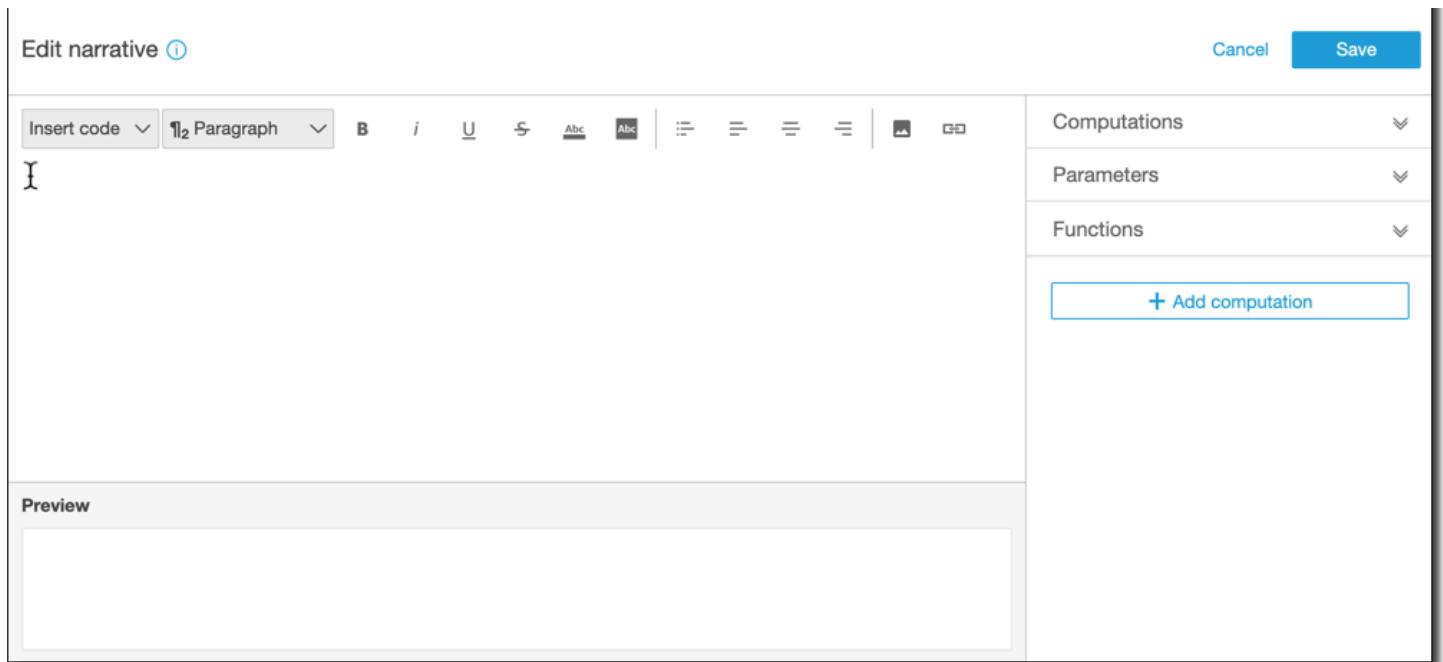 Edit narrative
Cancel
Save
Insert code
¶2 Paragraph
B
i
U
S
Abc
Abc
Computations
Parameters
Functions
+ Add computation
Preview